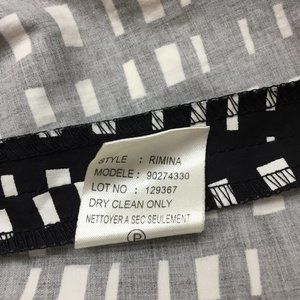 STYLE : RIMINA
MODELE : 90274330
LOT NO : 129367
DRY CLEAN ONLY
NETTOYER A SEC SEULEMENT
P